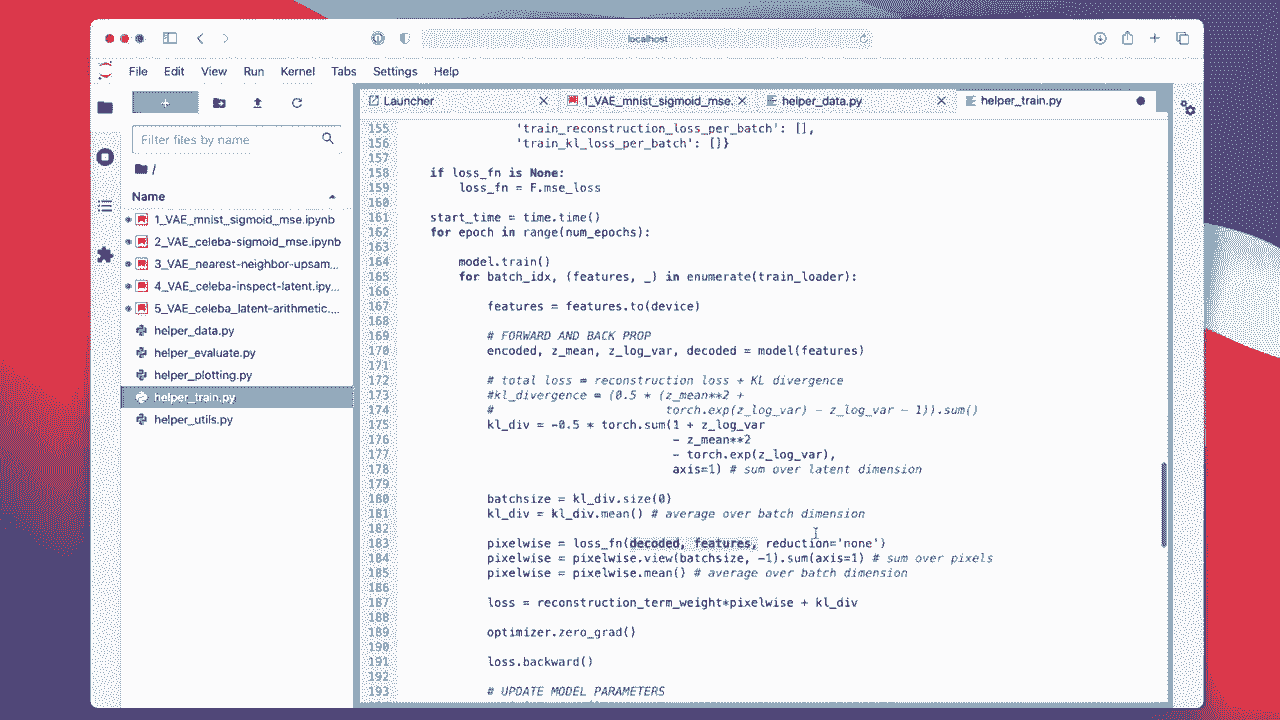 localhost
File Edit View Run Kernel Tabs Settings Help
+
Launcher
1_VAE_mnist_sigmoid_mse.
helper_data.py
helper_train.py
Filter files by name
/
Name
1_VAE_mnist_sigmoid_mse.ipynb
2_VAE_celeba-sigmoid_mse.ipynb
3_VAE_nearest-neighbor-upsam...
4_VAE_celeba-inspect-latent.ipy...
5_VAE_celeba_latent-arithmetic....
helper_data.py
helper_evaluate.py
helper_plotting.py
helper_train.py
helper_utils.py
155 'train_reconstruction_loss_per_batch': [],
156 'train_kl_loss_per_batch': []}
157
158 if loss_fn is None:
159 loss_fn = F.mse_loss
160
161 start_time = time.time()
162 for epoch in range(num_epochs):
163
164 model.train()
165 for batch_idx, (features, _) in enumerate(train_loader):
166
167 features = features.to(device)
168
169 # FORWARD AND BACK PROP
170 encoded, z_mean, z_log_var, decoded = model(features)
171
172 # total loss = reconstruction loss + KL divergence
173 #kl_divergence = (0.5 * (z_mean**2 +
174 # torch.exp(z_log_var) - z_log_var - 1)).sum()
175 kl_div = -0.5 * torch.sum(1 + z_log_var
176 - z_mean**2
177 - torch.exp(z_log_var),
178 axis=1) # sum over latent dimension
179
180 batchsize = kl_div.size(0)
181 kl_div = kl_div.mean() # average over batch dimension
182
183 pixelwise = loss_fn(decoded, features, reduction='none')
184 pixelwise = pixelwise.view(batchsize, -1).sum(axis=1) # sum over pixels
185 pixelwise = pixelwise.mean() # average over batch dimension
186
187 loss = reconstruction_term_weight*pixelwise + kl_div
188
189 optimizer.zero_grad()
190
191 loss.backward()
192
193 # UPDATE MODEL PARAMETERS